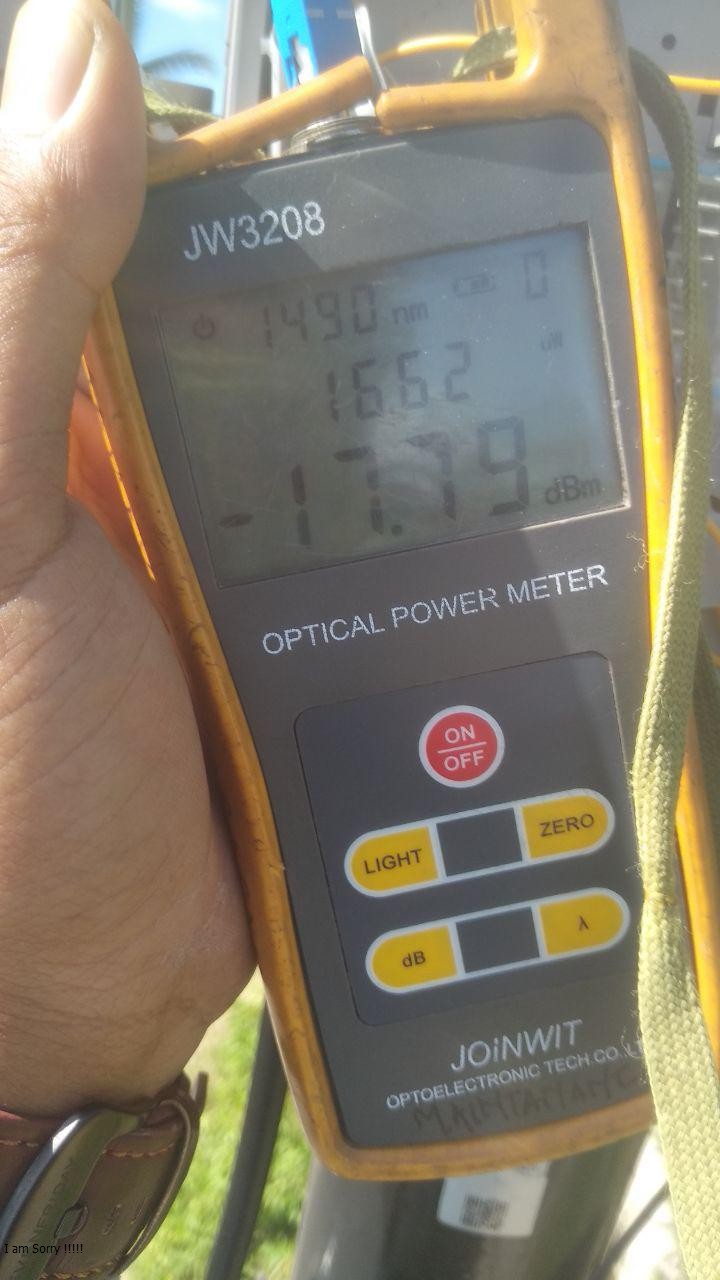 JW3208
1490 nm 0
16.62 uW
-17.79 dBm
OPTICAL POWER METER
ON
OFF
LIGHT ZERO
dB λ
JOiNWIT
OPTOELECTRONIC TECH.CO.
I am Sorry !!!!!